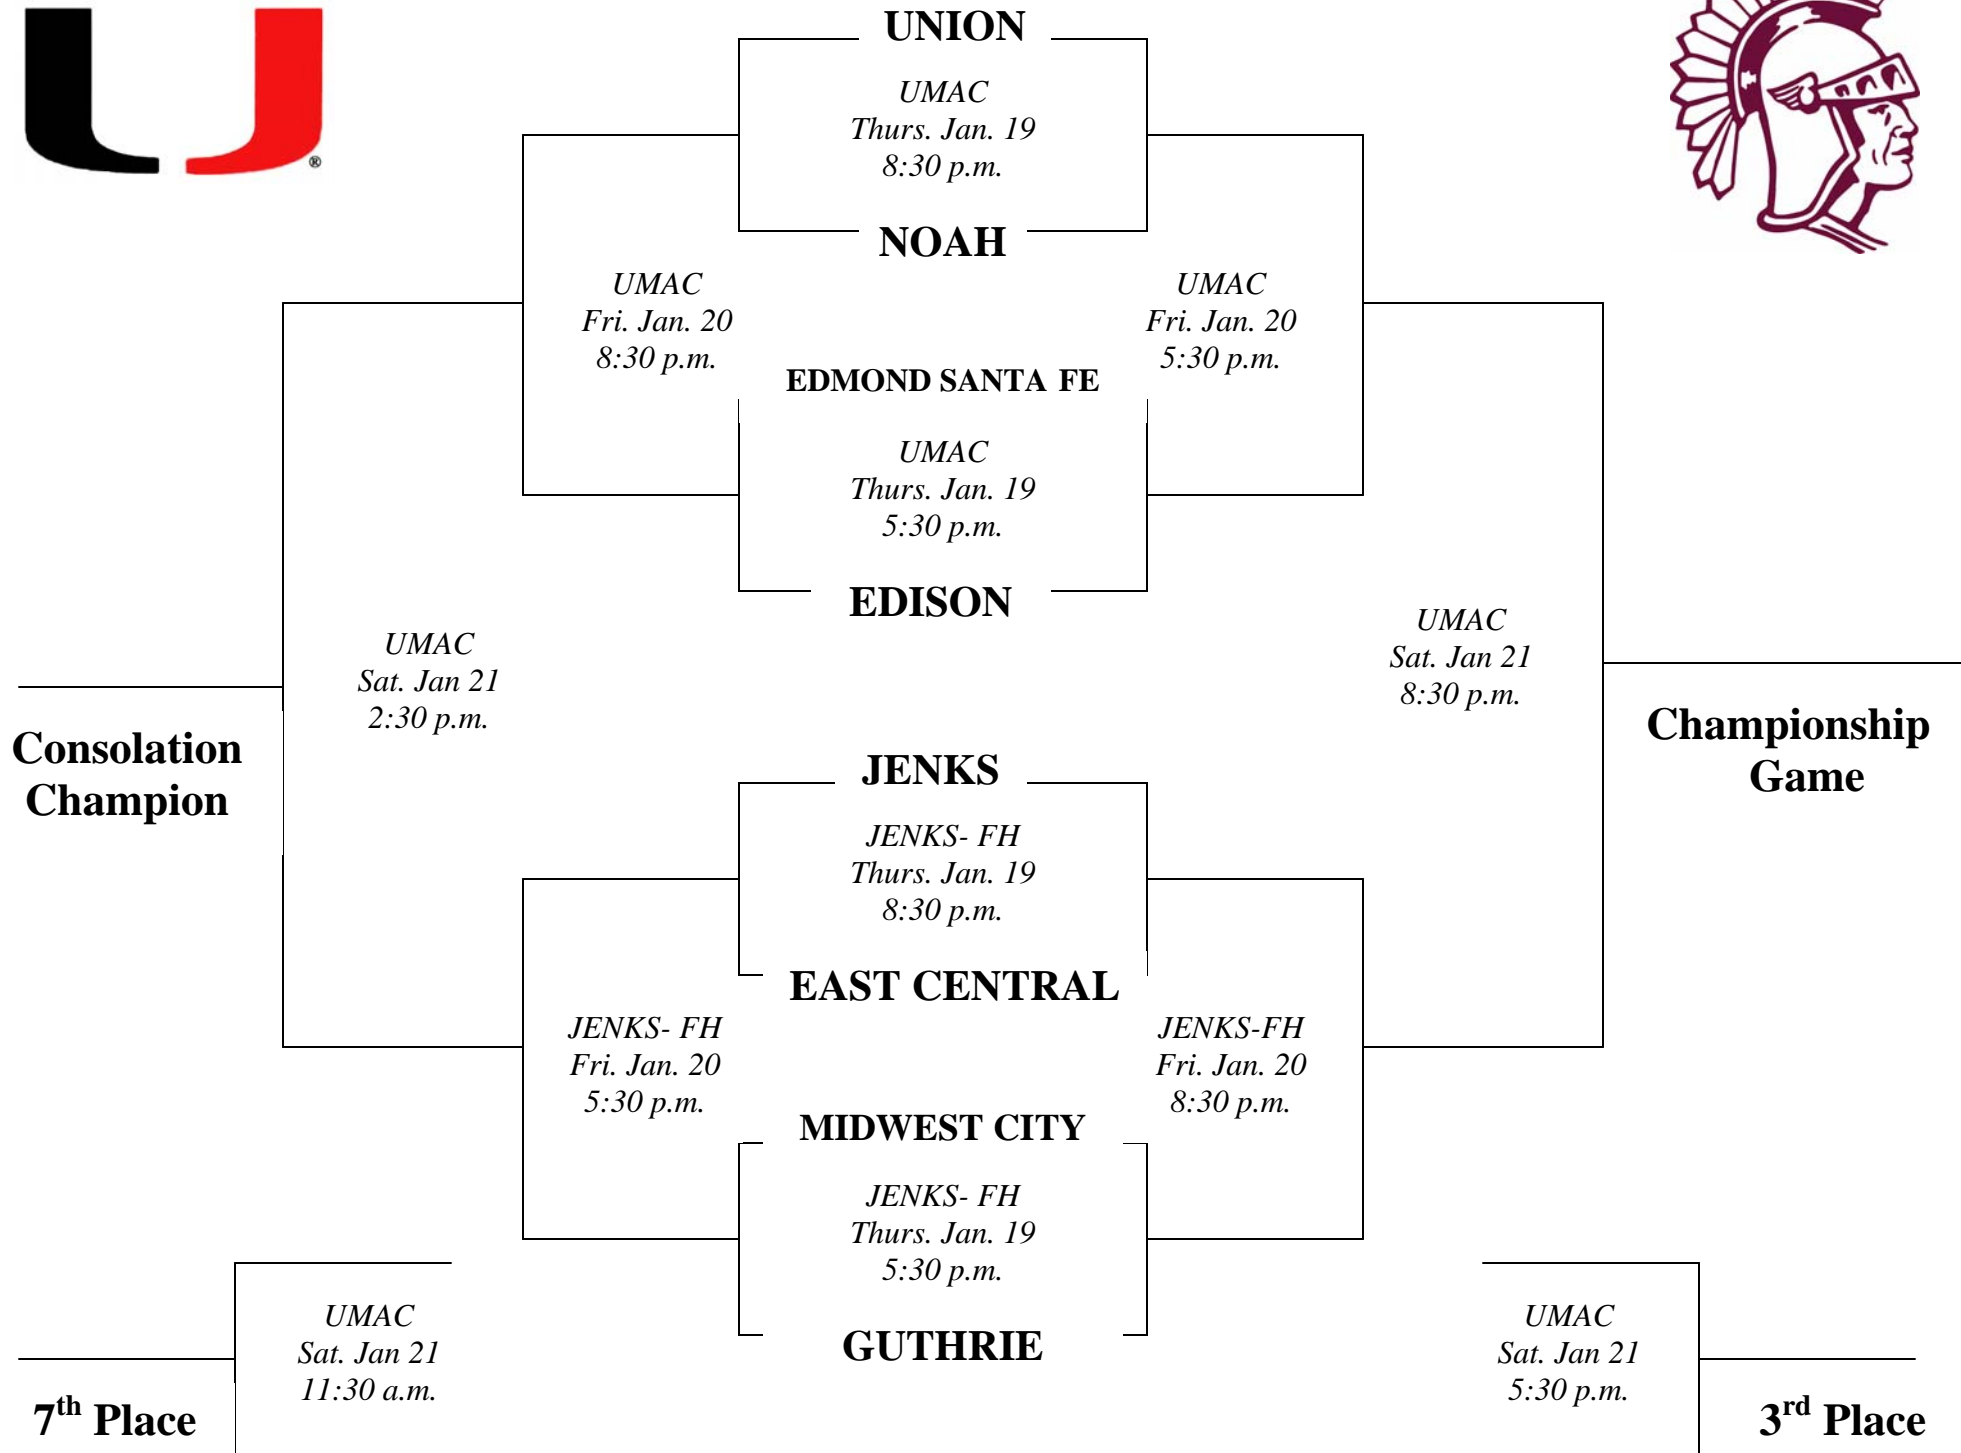 UNION
UMAC
Thurs. Jan. 19
8:30 p.m.
NOAH
UMAC
Fri. Jan. 20
8:30 p.m.
UMAC
Fri. Jan. 20
5:30 p.m.
EDMOND SANTA FE
UMAC
Thurs. Jan. 19
5:30 p.m.
EDISON
UMAC
Sat. Jan 21
2:30 p.m.
UMAC
Sat. Jan 21
8:30 p.m.
Consolation
Champion
Championship
Game
JENKS
JENKS- FH
Thurs. Jan. 19
8:30 p.m.
EAST CENTRAL
JENKS- FH
Fri. Jan. 20
5:30 p.m.
JENKS-FH
Fri. Jan. 20
8:30 p.m.
MIDWEST CITY
JENKS- FH
Thurs. Jan. 19
5:30 p.m.
GUTHRIE
UMAC
Sat. Jan 21
11:30 a.m.
7th Place
UMAC
Sat. Jan 21
5:30 p.m.
3rd Place